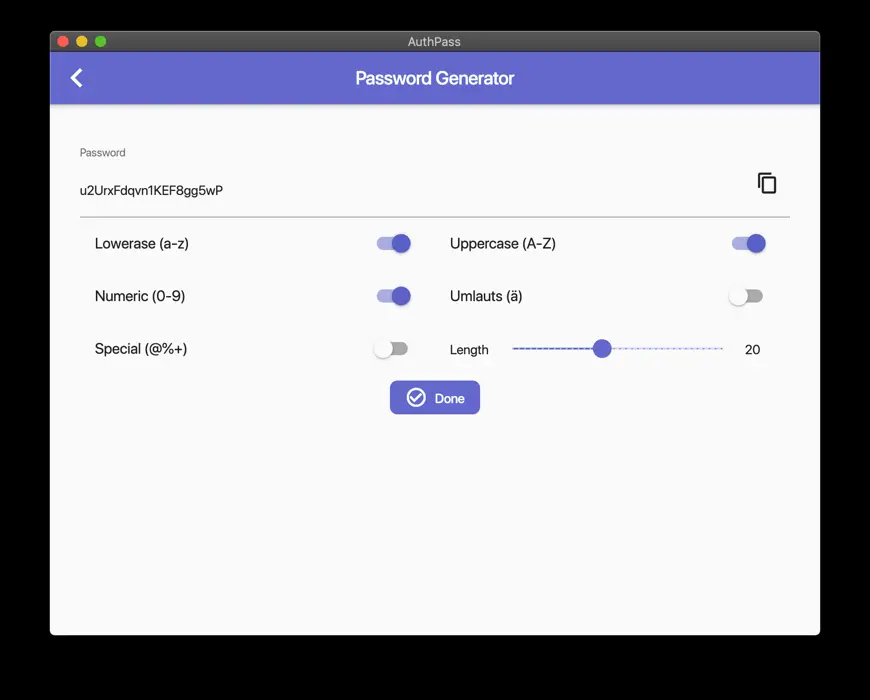 AuthPass
Password Generator
Password
u2UrxFdqvn1KEF8gg5wP
Lowerase (a-z)
Uppercase (A-Z)
Numeric (0-9)
Umlauts (ä)
Special (@%+)
Length
20
Done